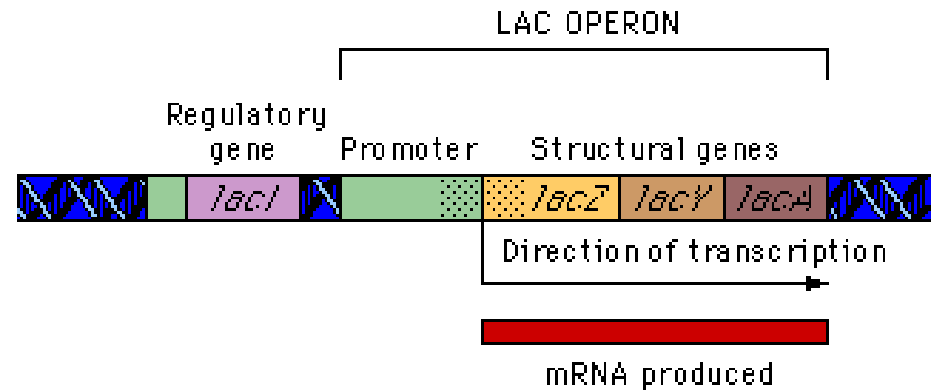 LAC OPERON
Regulatory
gene
Promoter
Structural genes
lacI
lacZ
lacY
lacA
Direction of transcription
mRNA produced